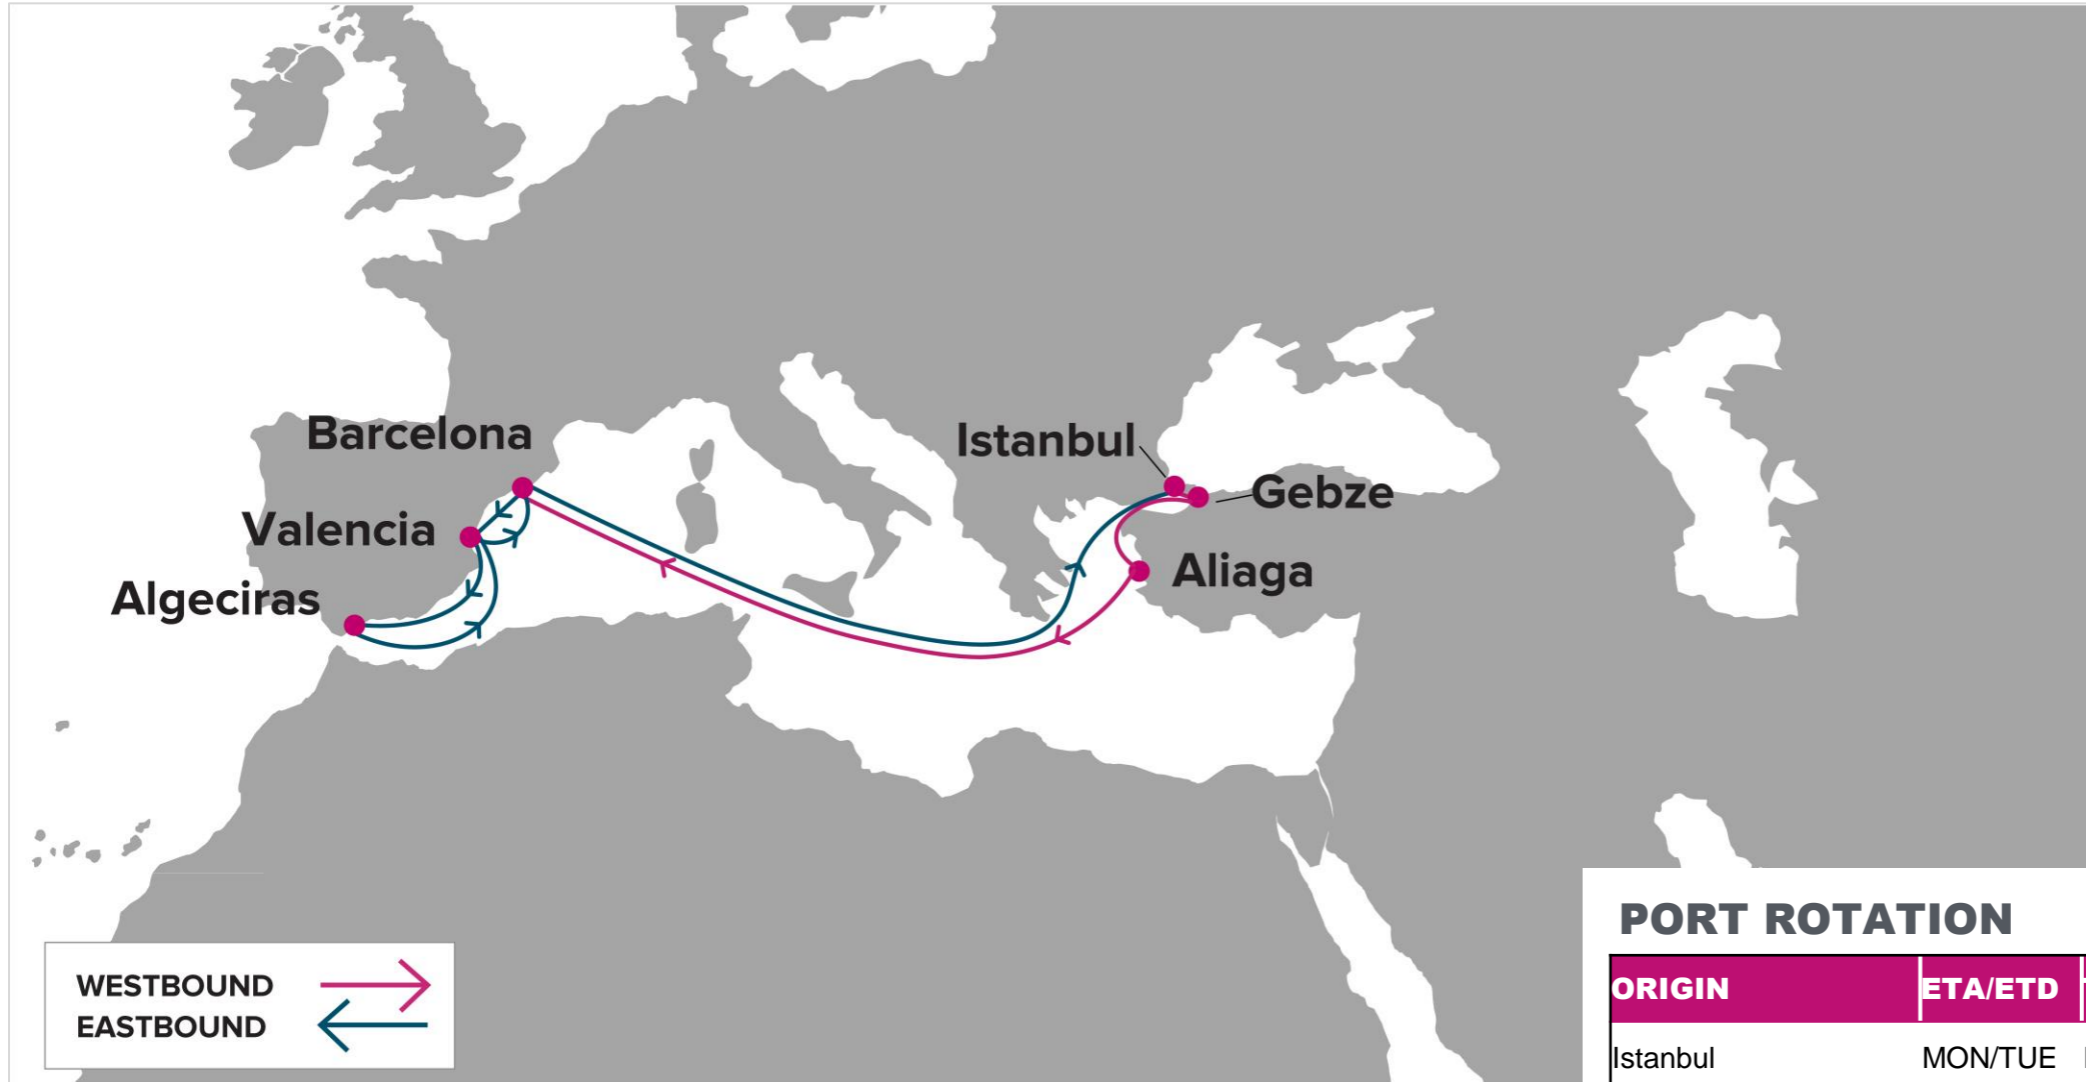 Barcelona
Istanbul
Gebze
Valencia
Aliaga
Algeciras
WESTBOUND
EASTBOUND
PORT ROTATION
ORIGIN ETA/ETD
Istanbul MON/TUE